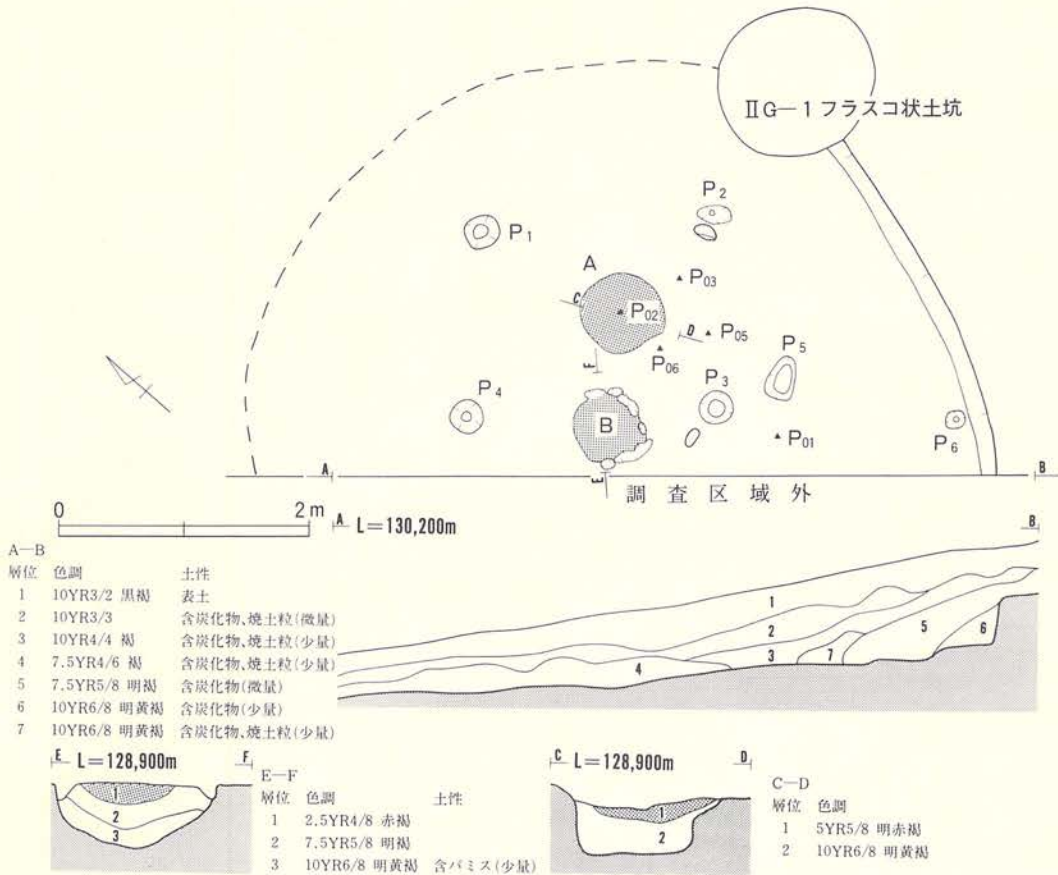 ⅡG-1フラスコ状土坑
P2
P1
A
P03
C
P02
D
P05
P06
F
P5
P4
P3
B
P01
P6
A
E
B
調査区域外
0 2m
A L=130,200m B
A-B
層位 色調 土性
1 10YR3/2 黒褐 表土
2 10YR3/3 含炭化物、焼土粒(微量)
3 10YR4/4 褐 含炭化物、焼土粒(少量)
4 7.5YR4/6 褐 含炭化物、焼土粒(少量)
5 7.5YR5/8 明褐 含炭化物(微量)
6 10YR6/8 明黄褐 含炭化物(少量)
7 10YR6/8 明黄褐 含炭化物、焼土粒(少量)
1
2
3
4
5
6
7
E L=128,900m F
1
2
3
E-F
層位 色調 土性
1 2.5YR4/8 赤褐
2 7.5YR5/8 明褐
3 10YR6/8 明黄褐 含パミス(少量)
C L=128,900m D
1
2
C-D
層位 色調
1 5YR5/8 明赤褐
2 10YR6/8 明黄褐